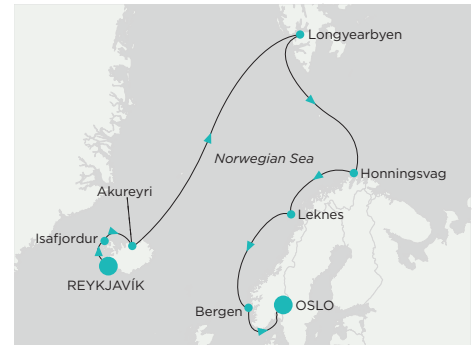 Longyearbyen
Norwegian Sea
Honningsvag
Akureyri
Leknes
Isafjordur
REYKJAVÍK
Bergen
OSLO